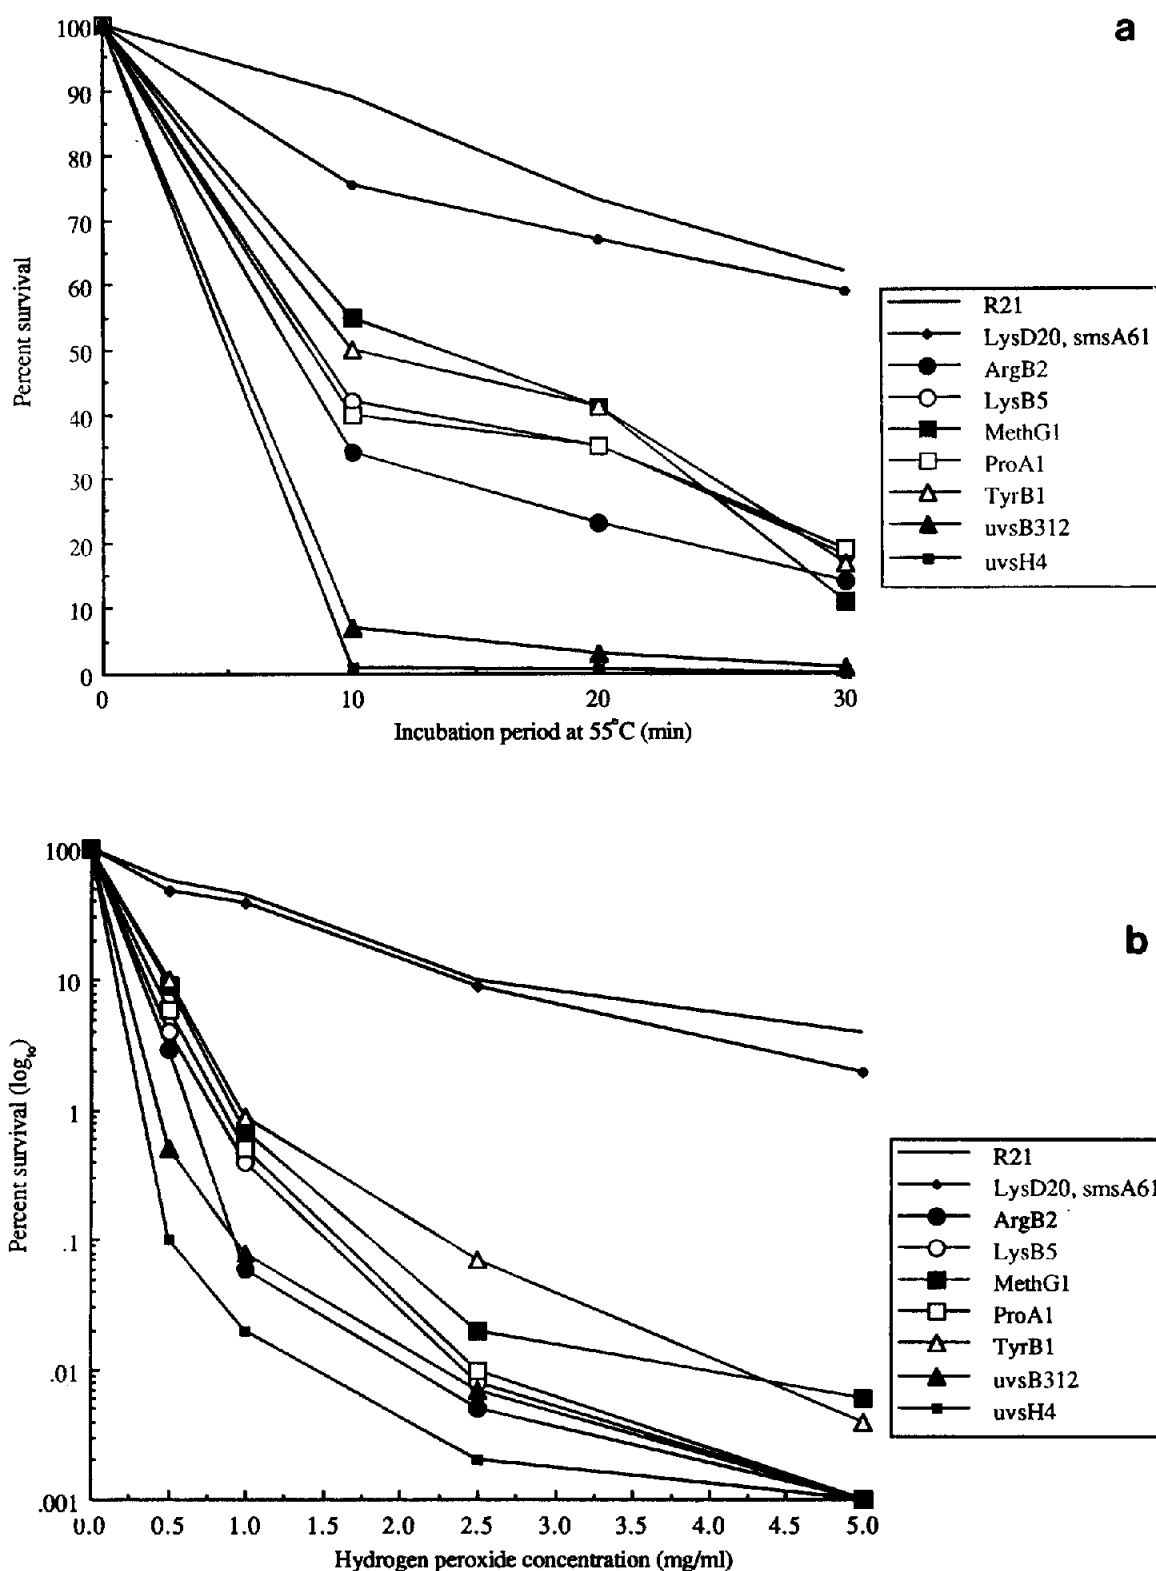 a
100
90
80
70
60
50
40
30
20
10
0
Percent survival
0 10 20 30
Incubation period at 55°C (min)
R21
LysD20, smsA61
ArgB2
LysB5
MethG1
ProA1
TyrB1
uvsB312
uvsH4
b
100
10
1
.1
.01
.001
Percent survival (log10)
0.0 0.5 1.0 1.5 2.0 2.5 3.0 3.5 4.0 4.5 5.0
Hydrogen peroxide concentration (mg/ml)
R21
LysD20, smsA61
ArgB2
LysB5
MethG1
ProA1
TyrB1
uvsB312
uvsH4